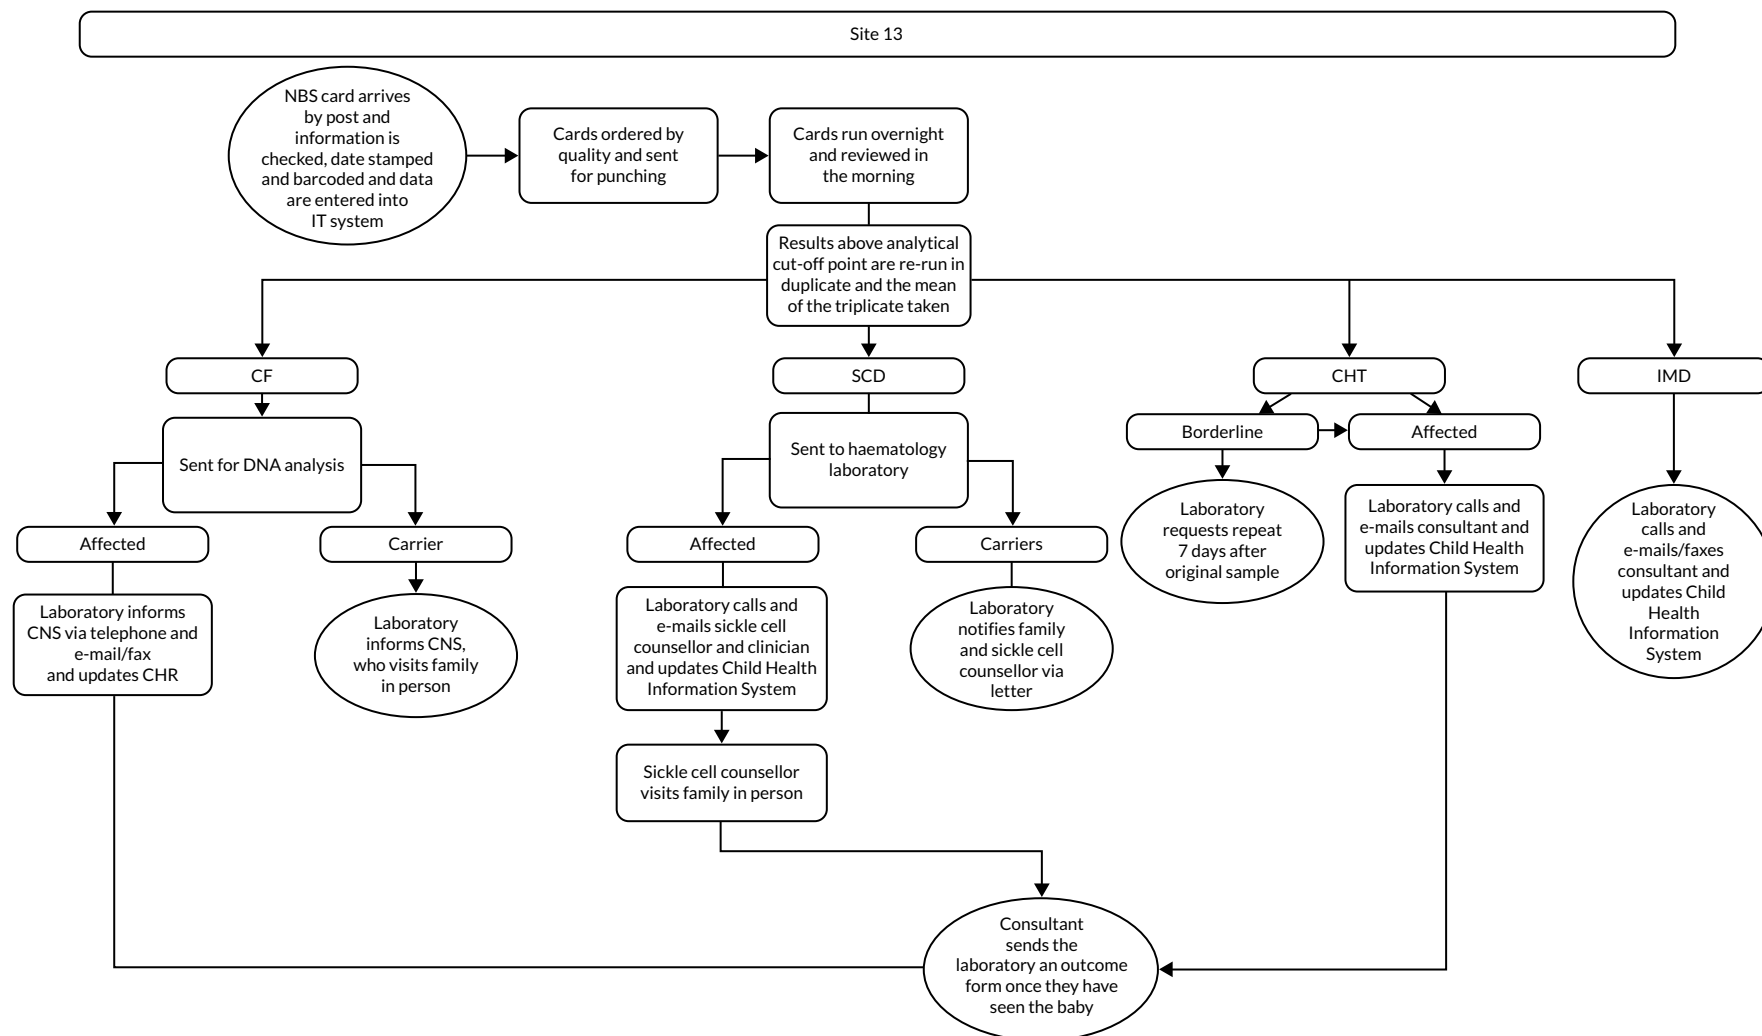 Site 13
NBS card arrives
by post and
information is
checked, date stamped
and barcoded and data
are entered into
IT system
Cards ordered by
quality and sent
for punching
Cards run overnight
and reviewed in
the morning
Results above analytical
cut-off point are re-run in
duplicate and the mean
of the triplicate taken
CF
SCD
CHT
IMD
Sent for DNA analysis
Sent to haematology
laboratory
Borderline
Affected
Affected
Carrier
Affected
Carriers
Laboratory
requests repeat
7 days after
original sample
Laboratory calls and
e-mails consultant and
updates Child Health
Information System
Laboratory
calls and
e-mails/faxes
consultant and
updates Child
Health
Information
System
Laboratory informs
CNS via telephone and
e-mail/fax
and updates CHR
Laboratory
informs CNS,
who visits family
in person
Laboratory calls and
e-mails sickle cell
counsellor and clinician
and updates Child Health
Information System
Laboratory
notifies family
and sickle cell
counsellor via
letter
Sickle cell counsellor
visits family in person
Consultant
sends the
laboratory an outcome
form once they have
seen the baby